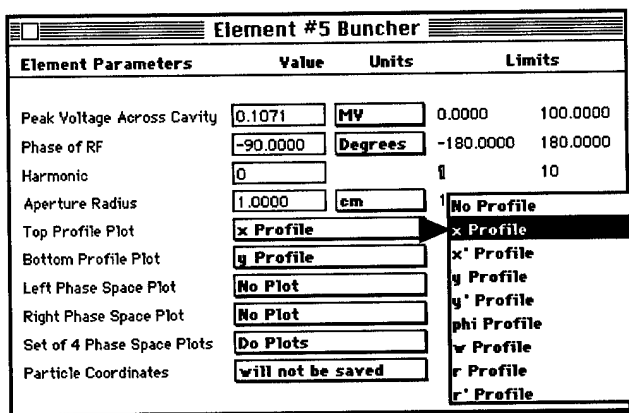 Element #5 Buncher
Element Parameters Value Units Limits
Peak Voltage Across Cavity 0.1071 MV 0.0000 100.0000
Phase of RF -90.0000 Degrees -180.0000 180.0000
Harmonic 0 10
Aperture Radius 1.0000 cm 1
Top Profile Plot x Profile
Bottom Profile Plot y Profile
Left Phase Space Plot No Plot
Right Phase Space Plot No Plot
Set of 4 Phase Space Plots Do Plots
Particle Coordinates will not be saved
No Profile
x Profile
x' Profile
y Profile
y' Profile
phi Profile
w Profile
r Profile
r' Profile